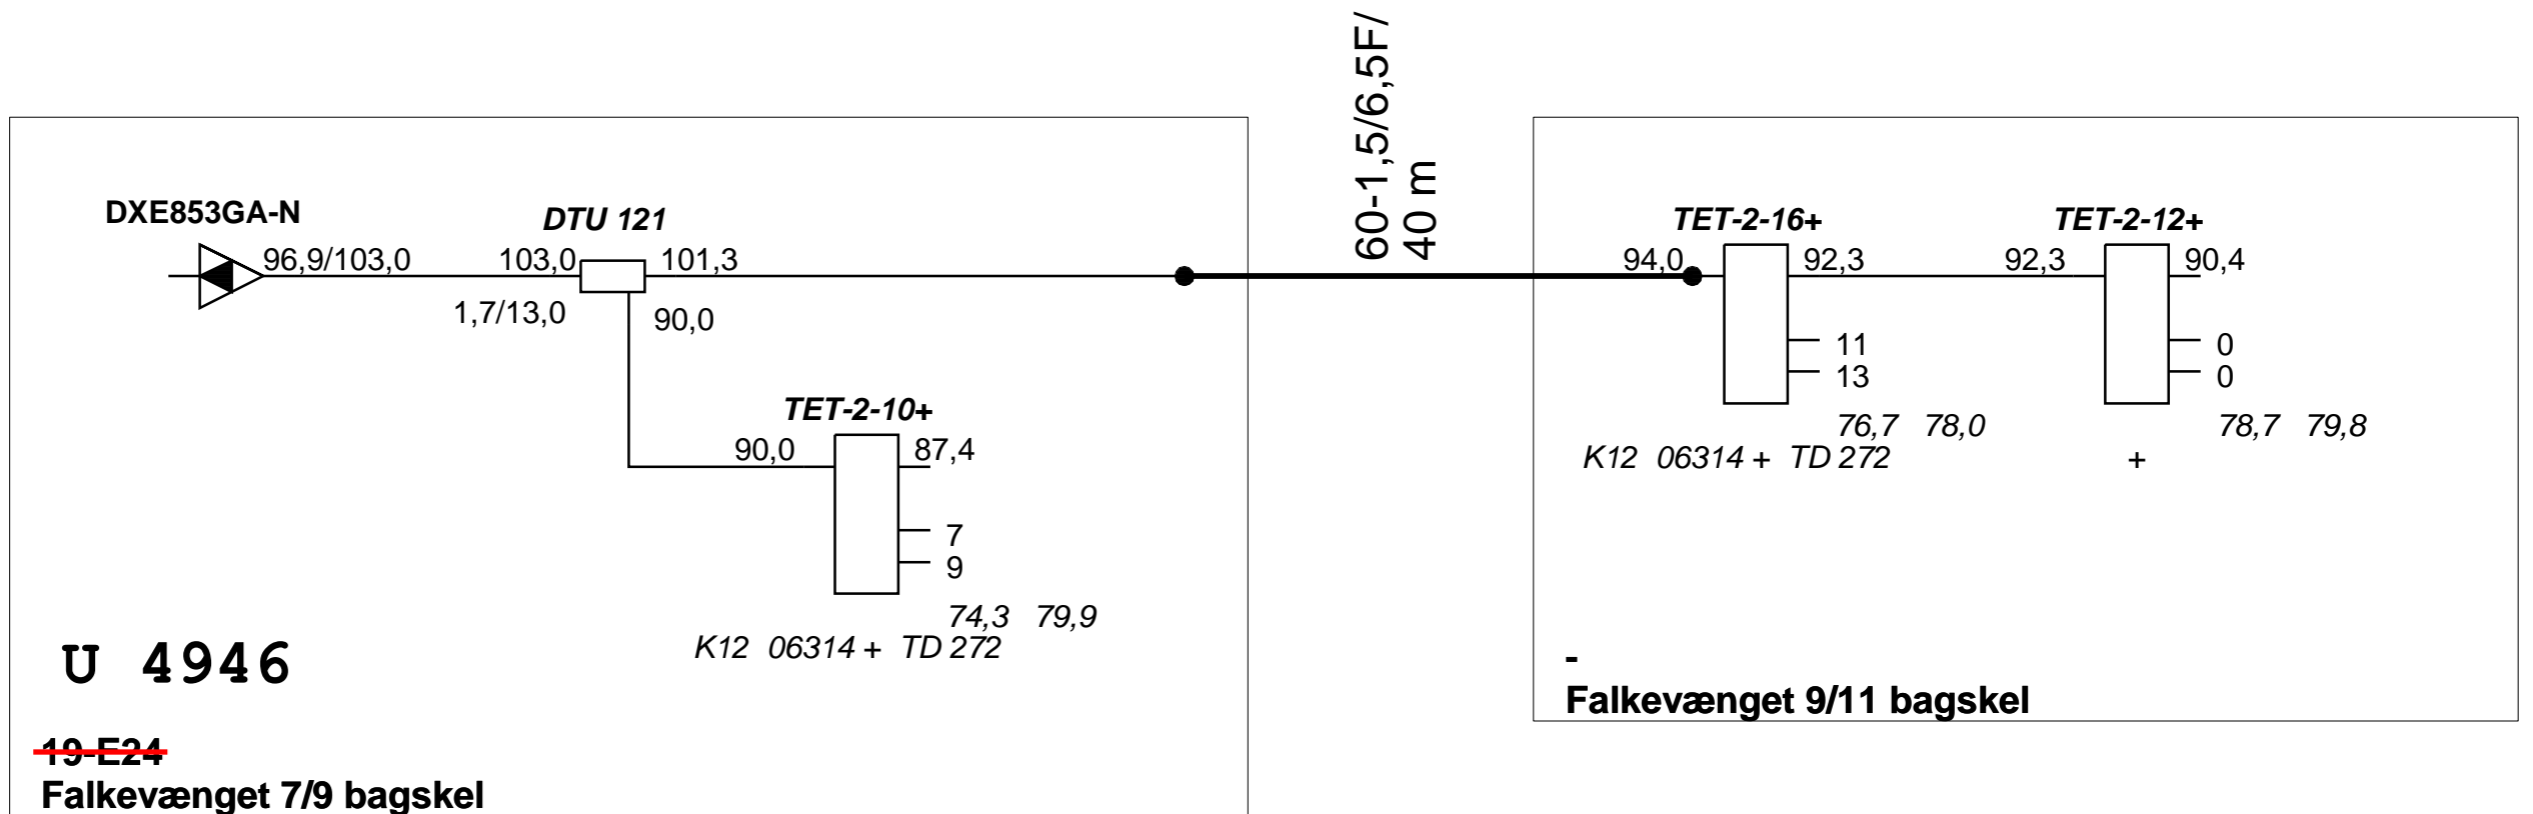 60-1,5/6,5F/
40 m
DXE853GA-N
DTU 121
TET-2-16+
TET-2-12+
96,9/103,0
103,0
101,3
94,0
92,3
92,3
90,4
1,7/13,0
90,0
11
13
0
0
TET-2-10+
76,7 78,0
78,7 79,8
90,0
87,4
K12 06314 + TD 272
+
7
9
74,3 79,9
K12 06314 + TD 272
U 4946
-
Falkevænget 9/11 bagskel
19-E24
Falkevænget 7/9 bagskel